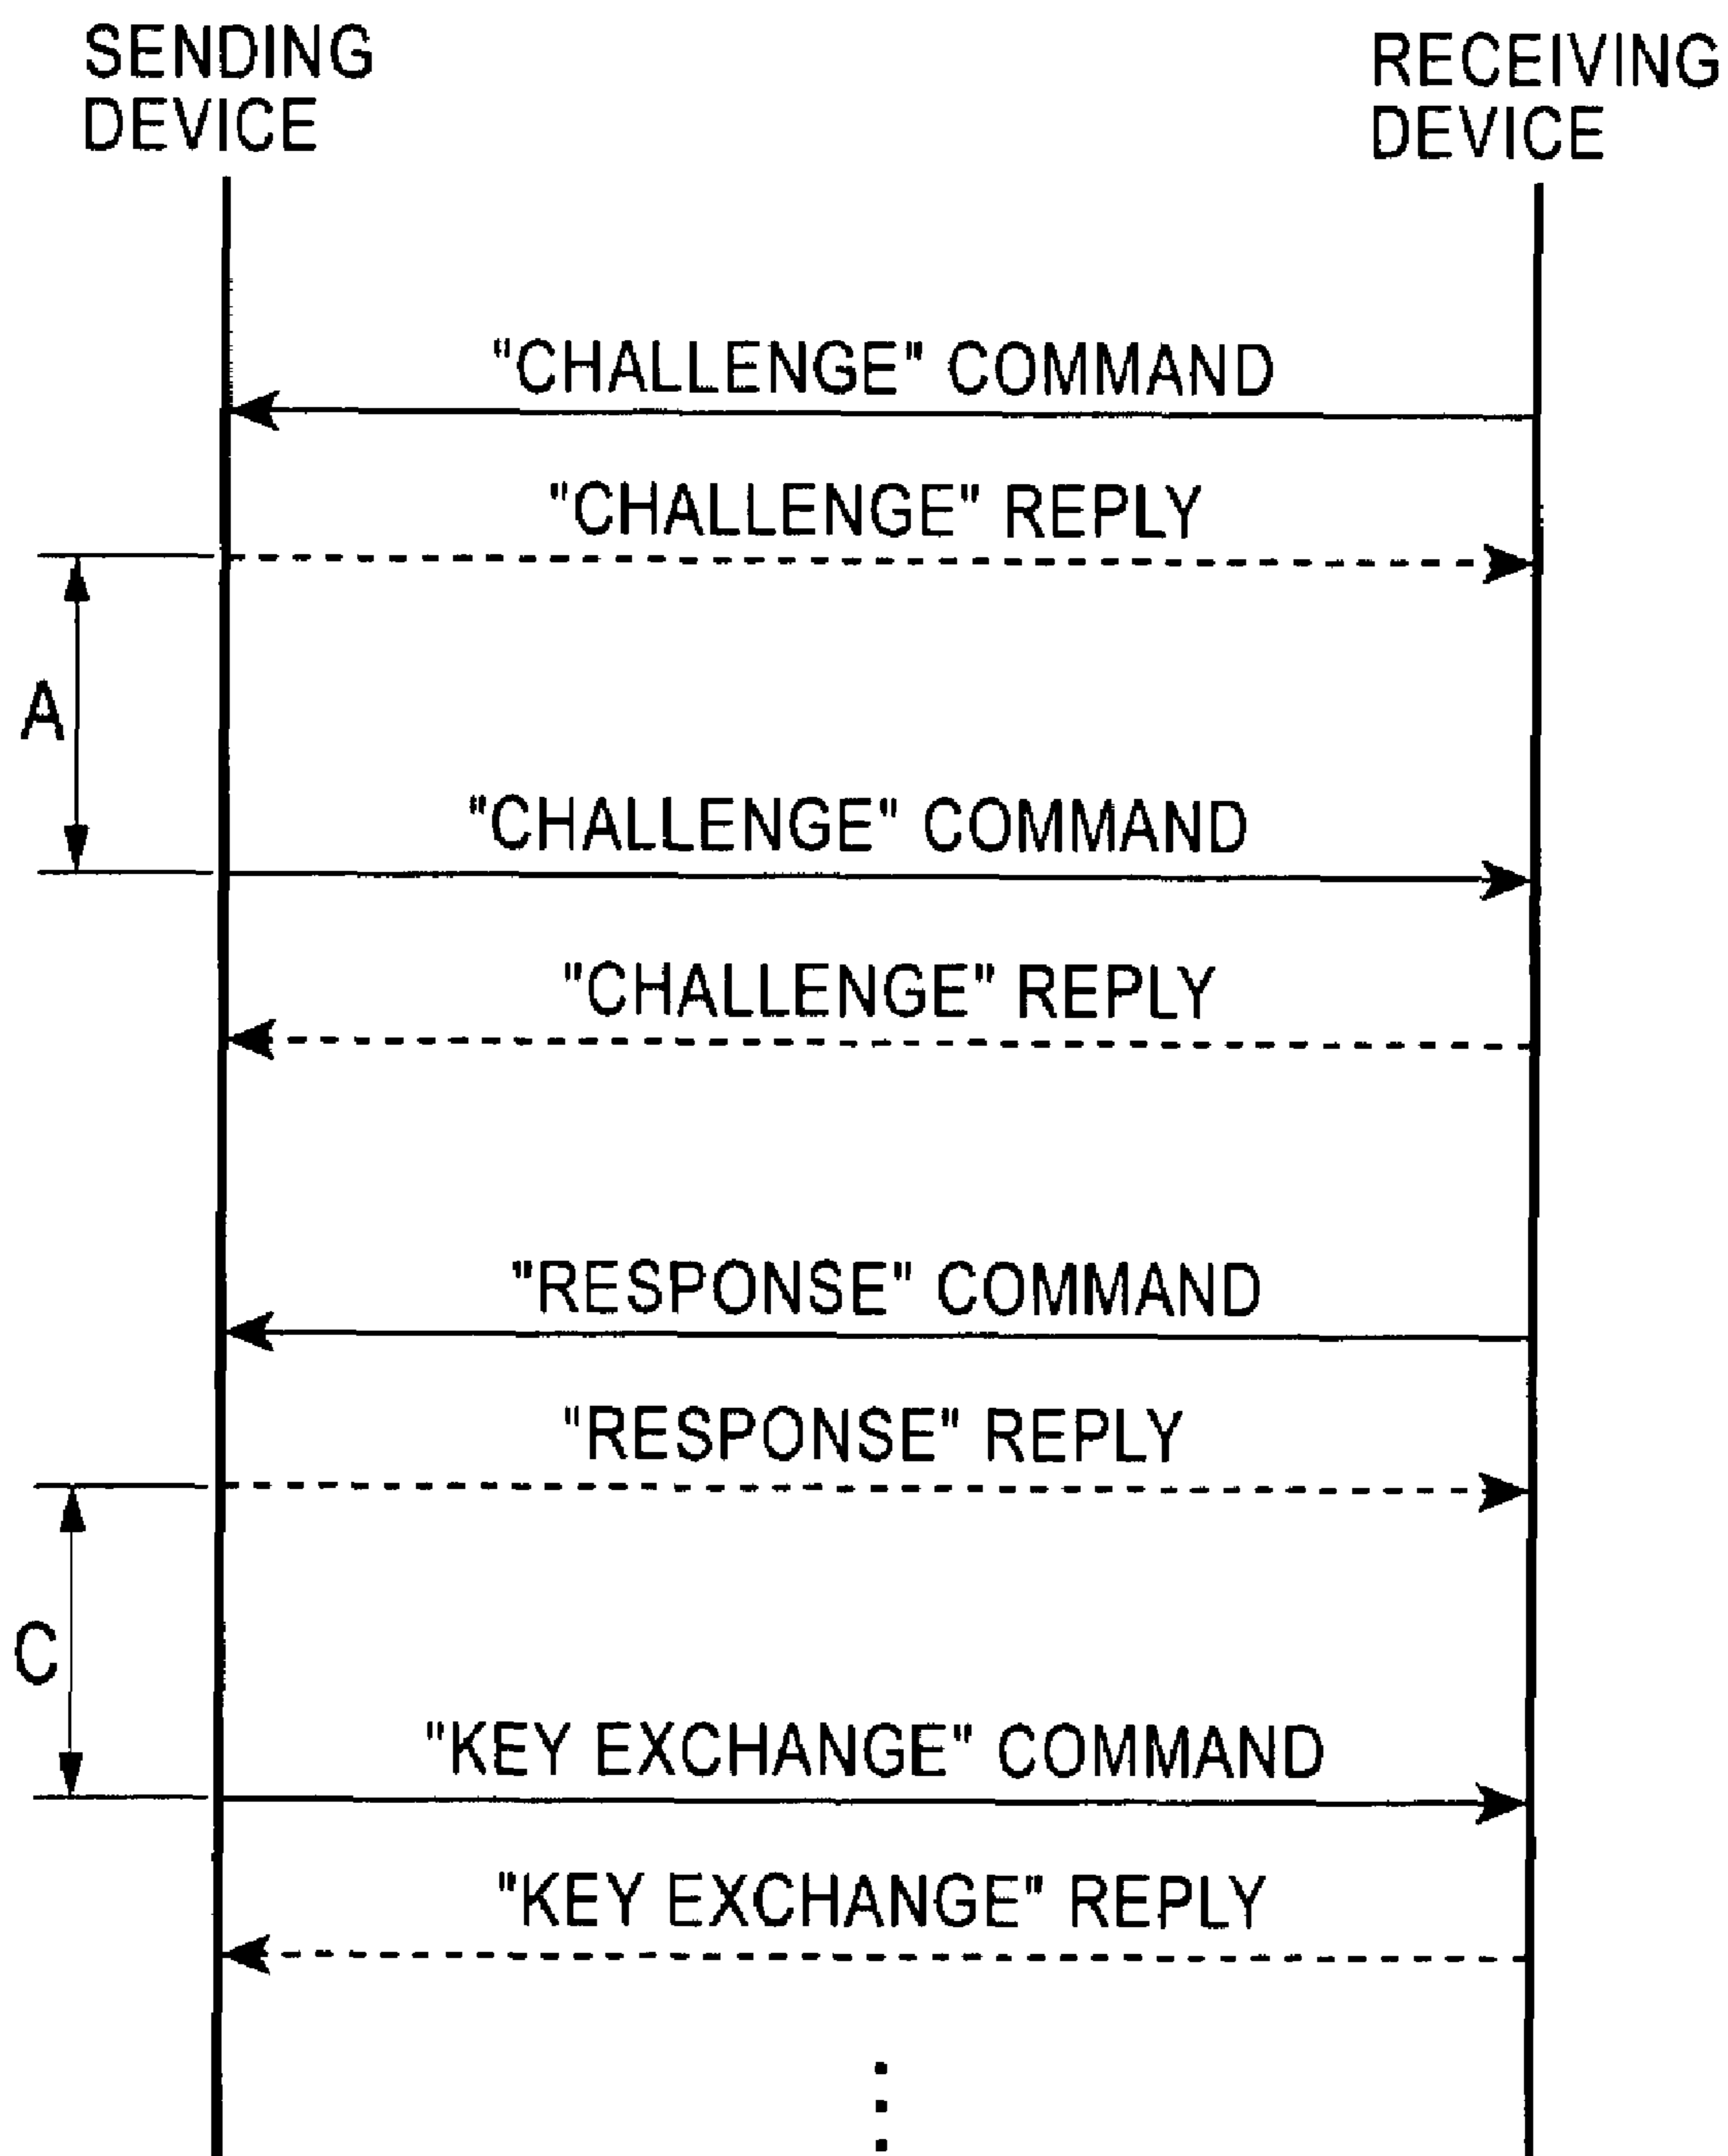 SENDING
DEVICE
RECEIVING
DEVICE
"CHALLENGE" COMMAND
"CHALLENGE" REPLY
A
"CHALLENGE" COMMAND
"CHALLENGE" REPLY
"RESPONSE" COMMAND
"RESPONSE" REPLY
C
"KEY EXCHANGE" COMMAND
"KEY EXCHANGE" REPLY